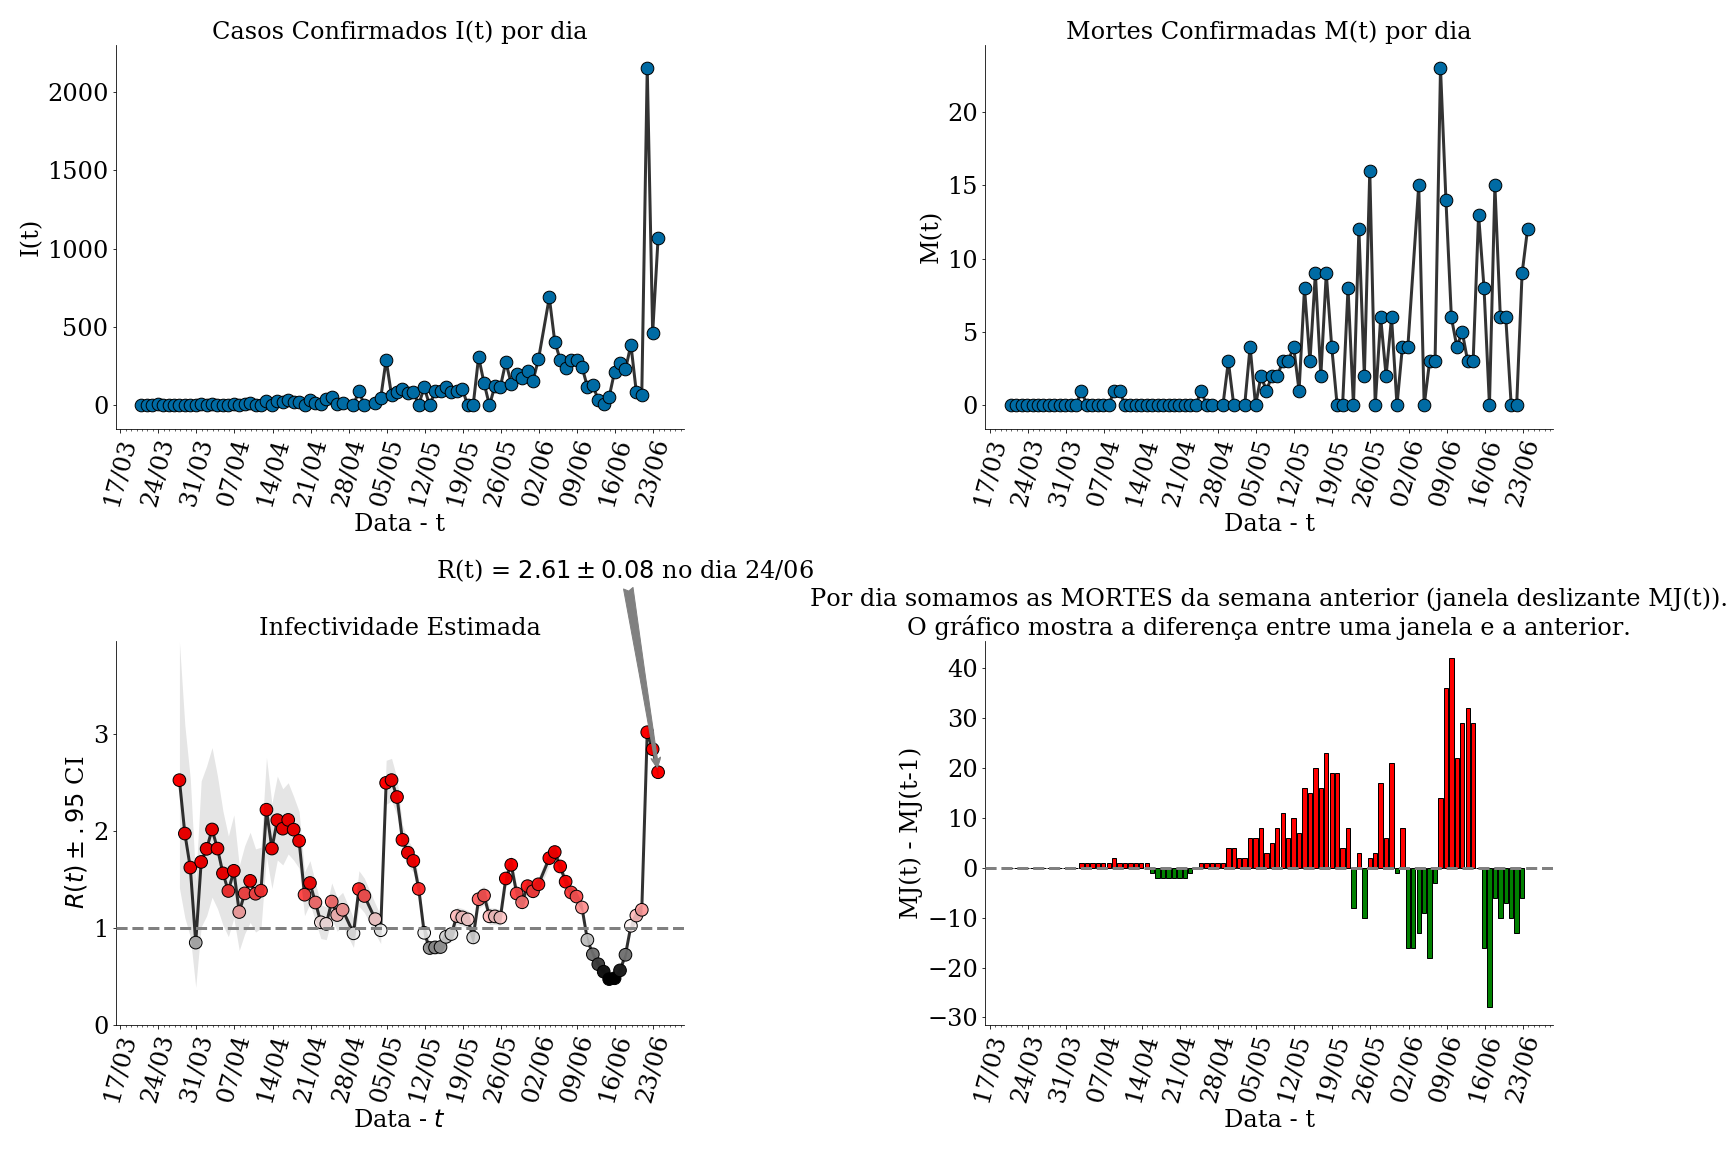 Casos Confirmados I(t) por dia
2000
1500
1000
500
0
I(t)
17/03 24/03 31/03 07/04 14/04 21/04 28/04 05/05 12/05 19/05 26/05 02/06 09/06 16/06 23/06
Data - t
Mortes Confirmadas M(t) por dia
20
15
10
5
0
M(t)
17/03 24/03 31/03 07/04 14/04 21/04 28/04 05/05 12/05 19/05 26/05 02/06 09/06 16/06 23/06
Data - t
R(t) = 2.61 ± 0.08 no dia 24/06
Infectividade Estimada
3
2
1
0
R(t) ± .95 CI
17/03 24/03 31/03 07/04 14/04 21/04 28/04 05/05 12/05 19/05 26/05 02/06 09/06 16/06 23/06
Data - t
Por dia somamos as MORTES da semana anterior (janela deslizante MJ(t)).
O gráfico mostra a diferença entre uma janela e a anterior.
40
30
20
10
0
−10
−20
−30
MJ(t) - MJ(t-1)
17/03 24/03 31/03 07/04 14/04 21/04 28/04 05/05 12/05 19/05 26/05 02/06 09/06 16/06 23/06
Data - t